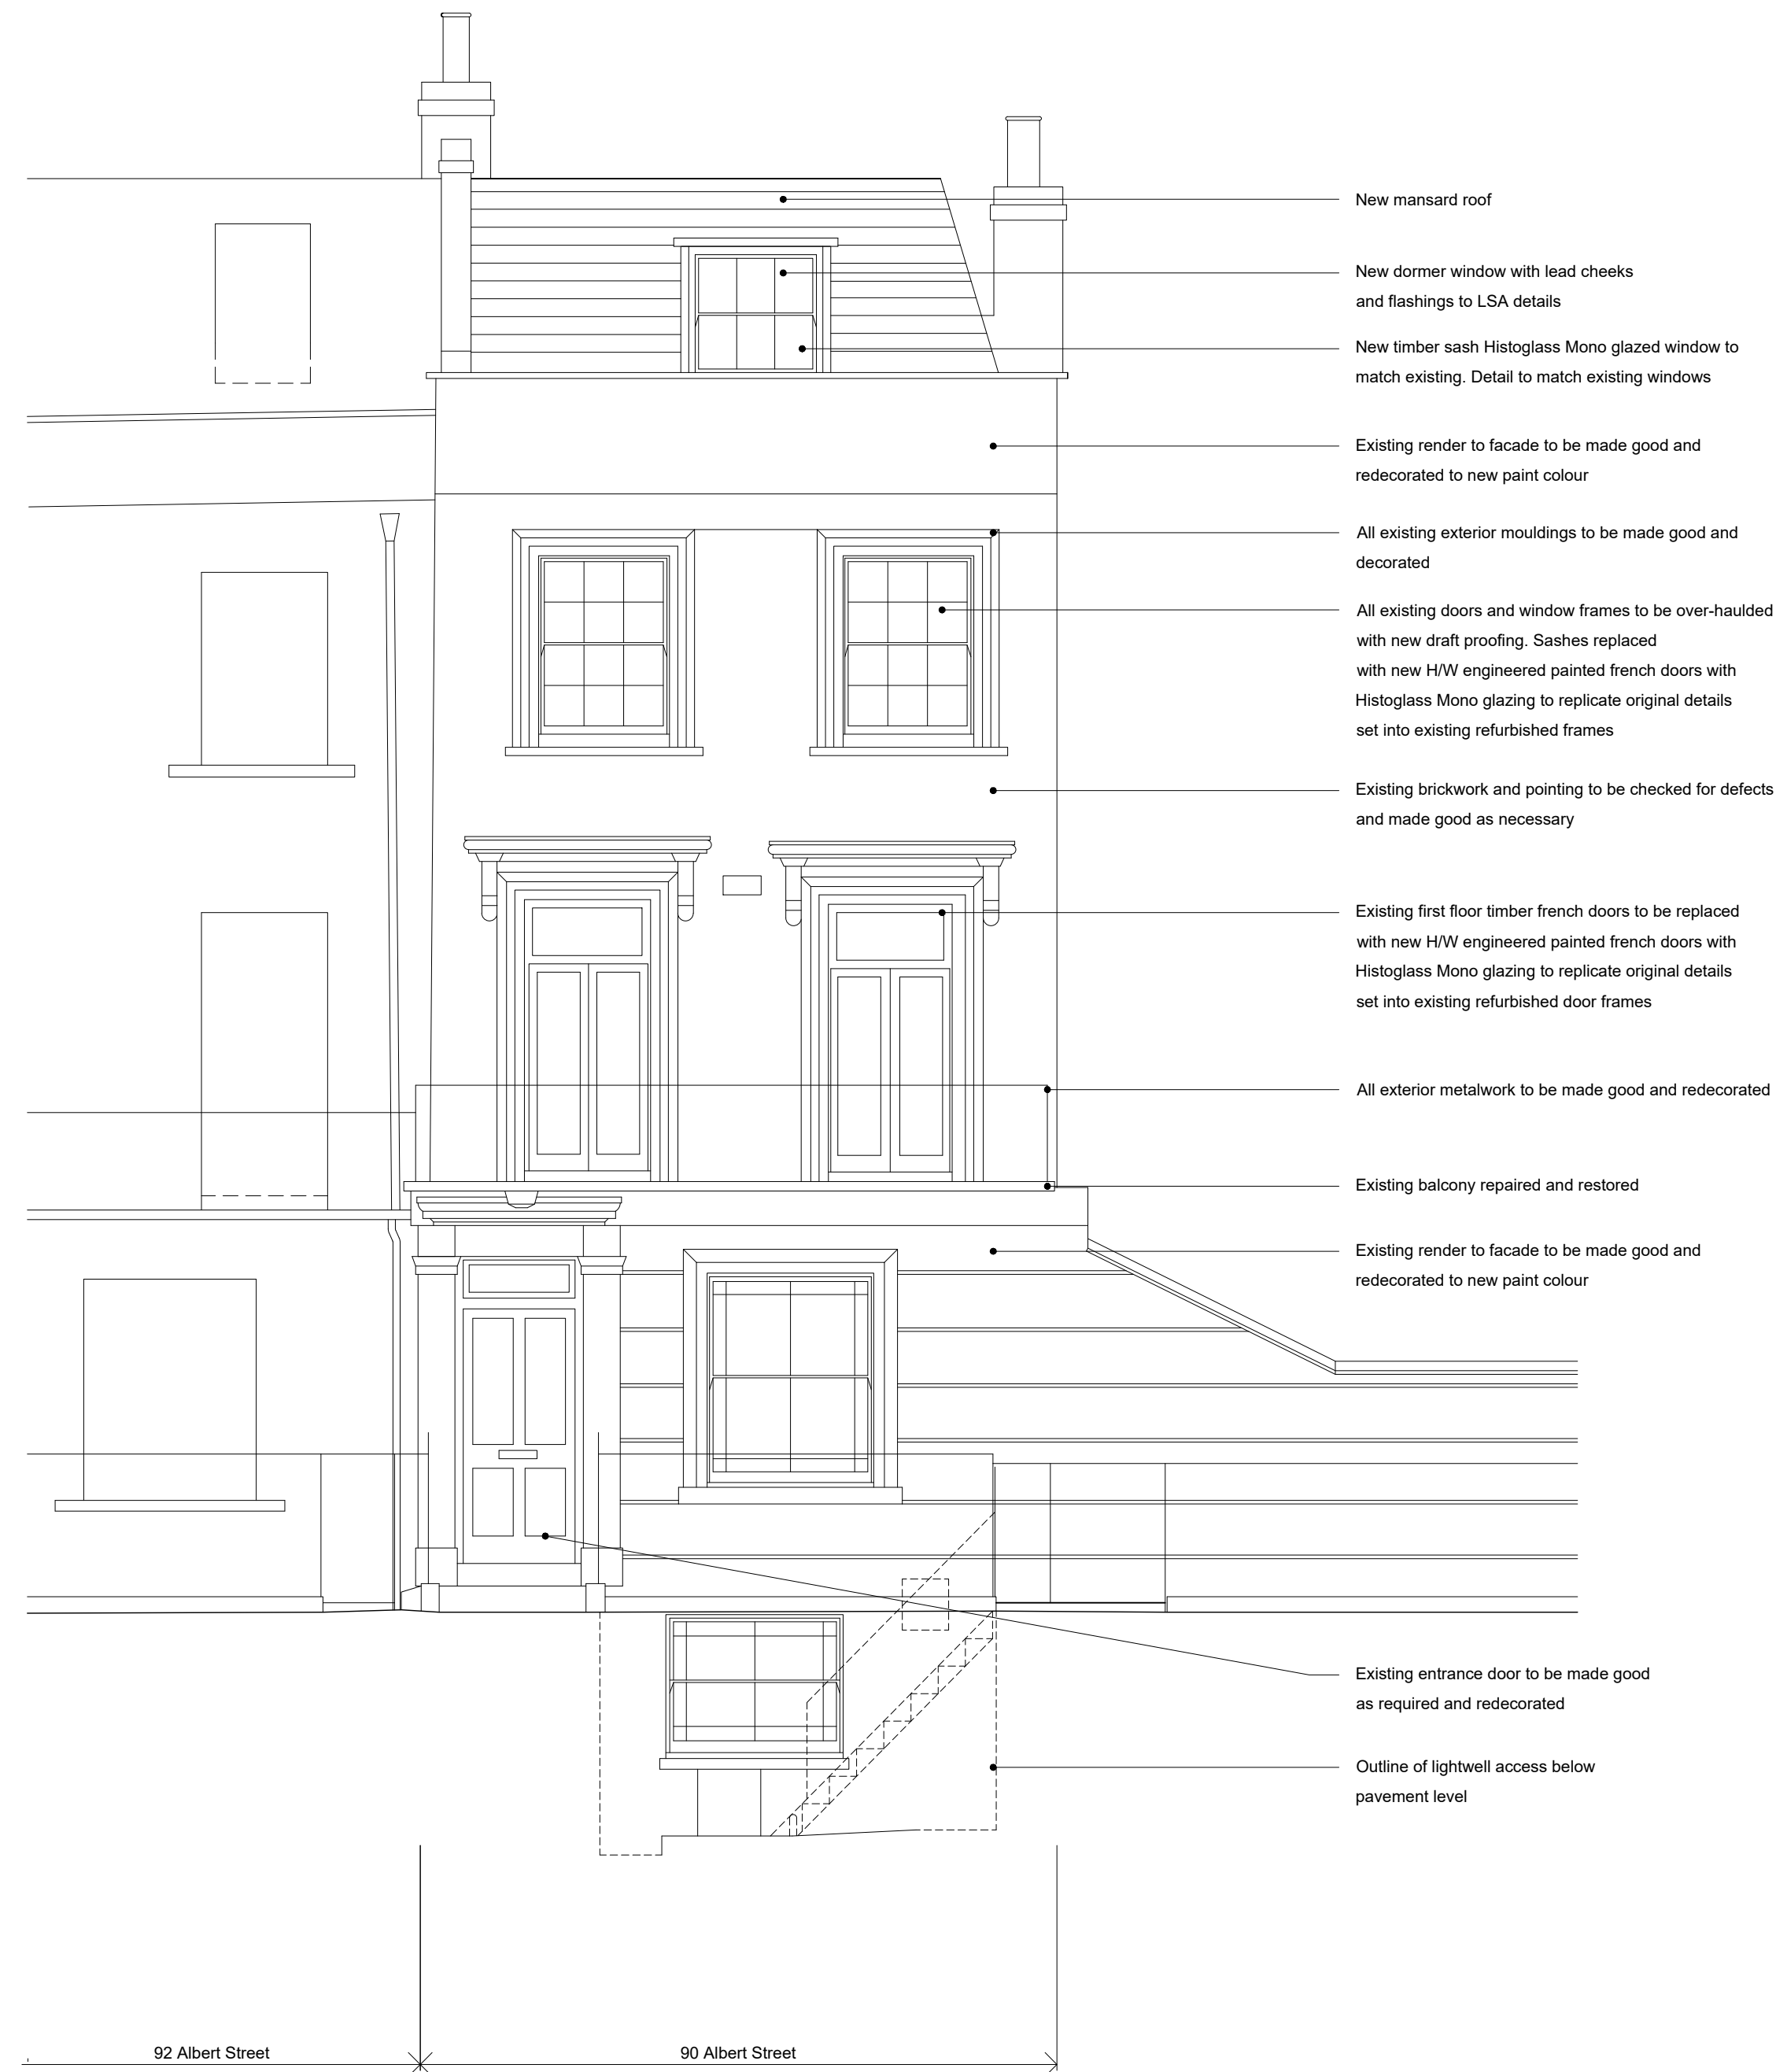 New mansard roof
New dormer window with lead cheeks
and flashings to LSA details
New timber sash Histoglass Mono glazed window to
match existing. Detail to match existing windows
Existing render to facade to be made good and
redecorated to new paint colour
All existing exterior mouldings to be made good and
decorated
All existing doors and window frames to be over-haulded
with new draft proofing. Sashes replaced
with new H/W engineered painted french doors with
Histoglass Mono glazing to replicate original details
set into existing refurbished frames
Existing brickwork and pointing to be checked for defects
and made good as necessary
Existing first floor timber french doors to be replaced
with new H/W engineered painted french doors with
Histoglass Mono glazing to replicate original details
set into existing refurbished door frames
All exterior metalwork to be made good and redecorated
Existing balcony repaired and restored
Existing render to facade to be made good and
redecorated to new paint colour
Existing entrance door to be made good
as required and redecorated
Outline of lightwell access below
pavement level
92 Albert Street
90 Albert Street